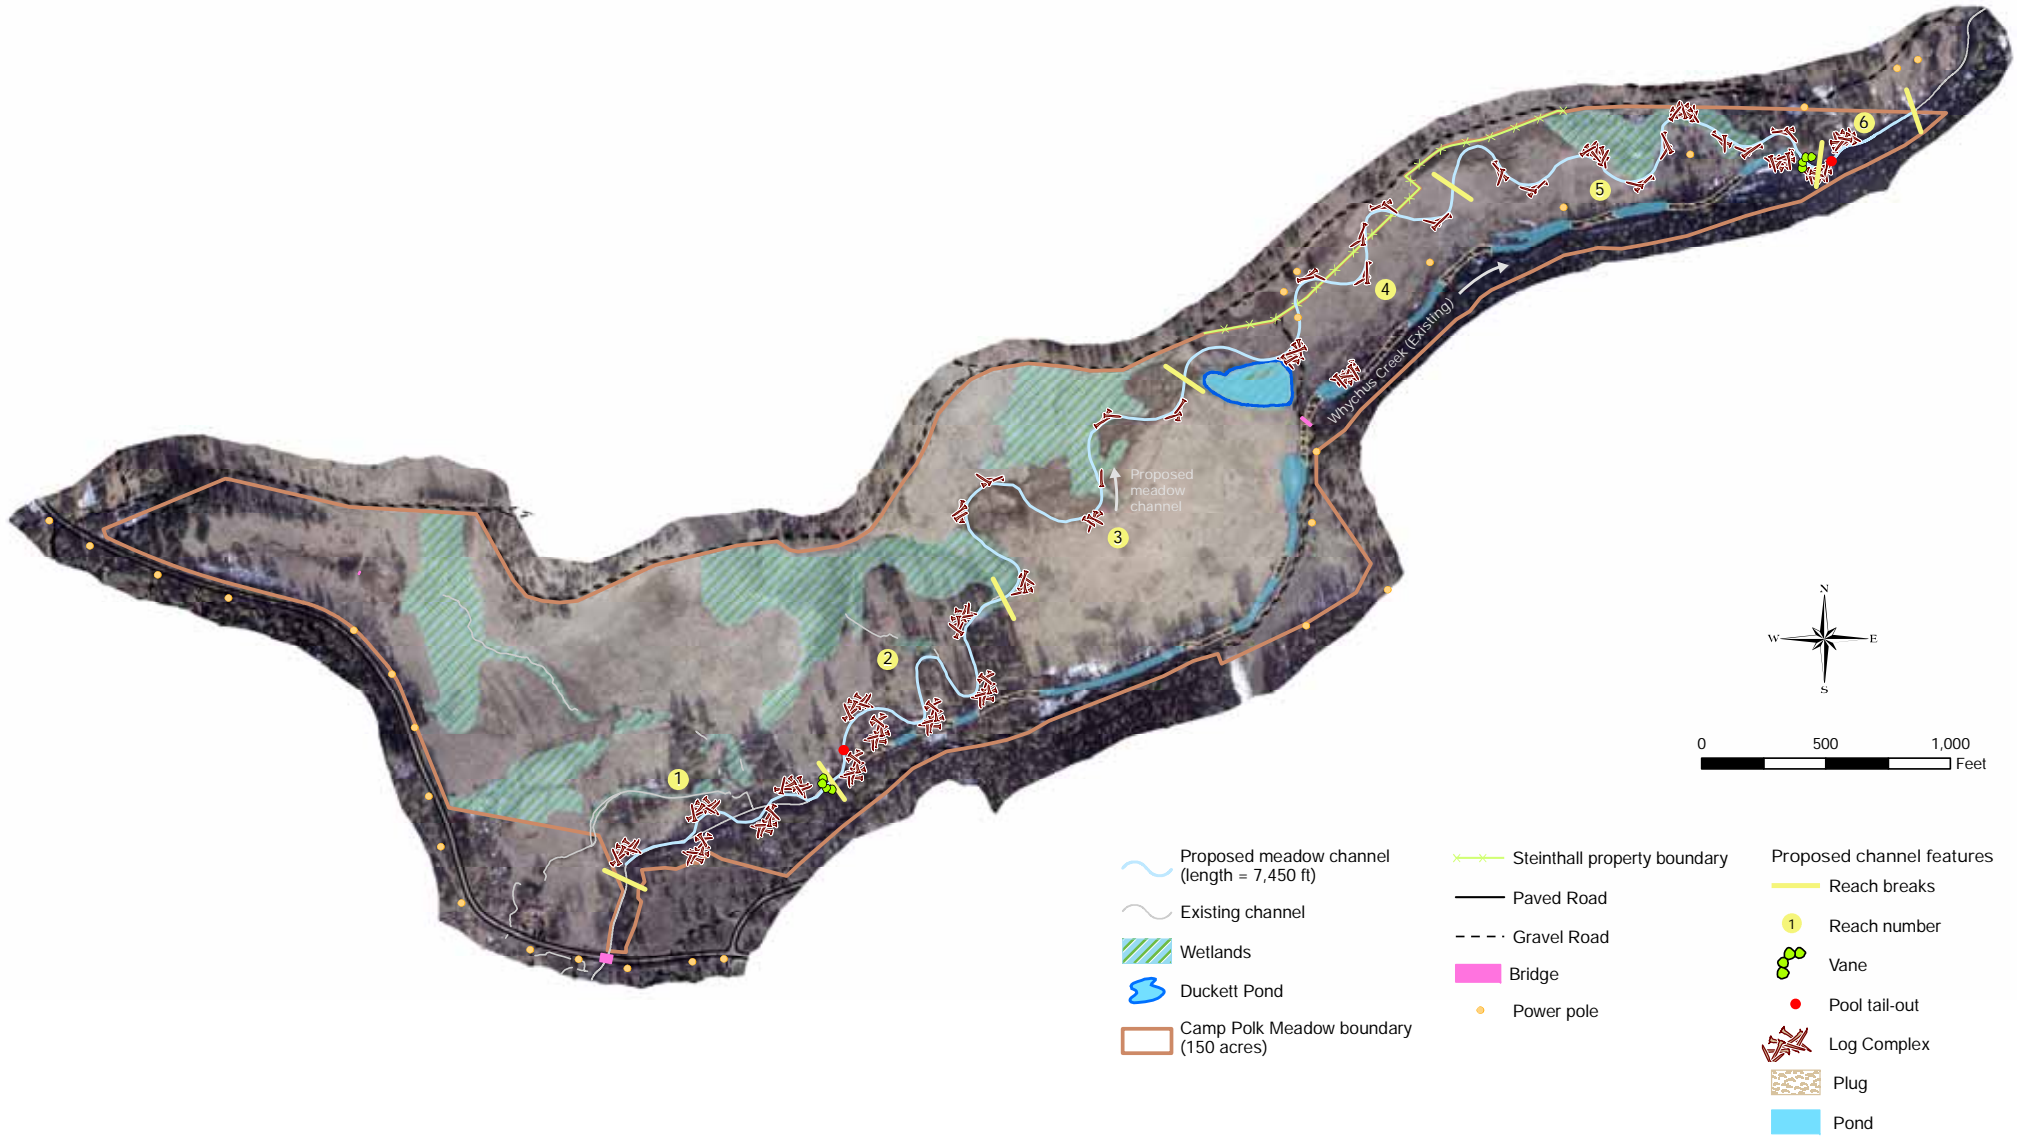 6
5
4
Whychus Creek (Existing)
Proposed
meadow
channel
3
2
1
N
W E
S
0 500 1,000
Feet
Proposed meadow channel
(length = 7,450 ft)
Existing channel
Wetlands
Duckett Pond
Camp Polk Meadow boundary
(150 acres)
Steinthall property boundary
Paved Road
Gravel Road
Bridge
Power pole
Proposed channel features
Reach breaks
1 Reach number
Vane
Pool tail-out
Log Complex
Plug
Pond